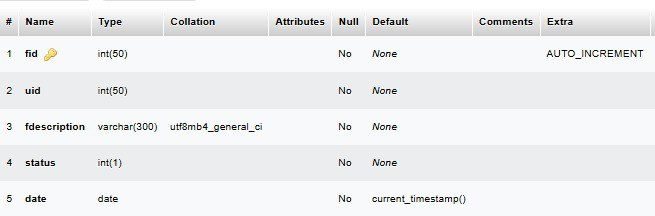 # Name Type Collation Attributes Null Default Comments Extra
1 fid int(50) No None AUTO_INCREMENT
2 uid int(50) No None
3 fdescription varchar(300) utf8mb4_general_ci No None
4 status int(1) No None
5 date date No current_timestamp()